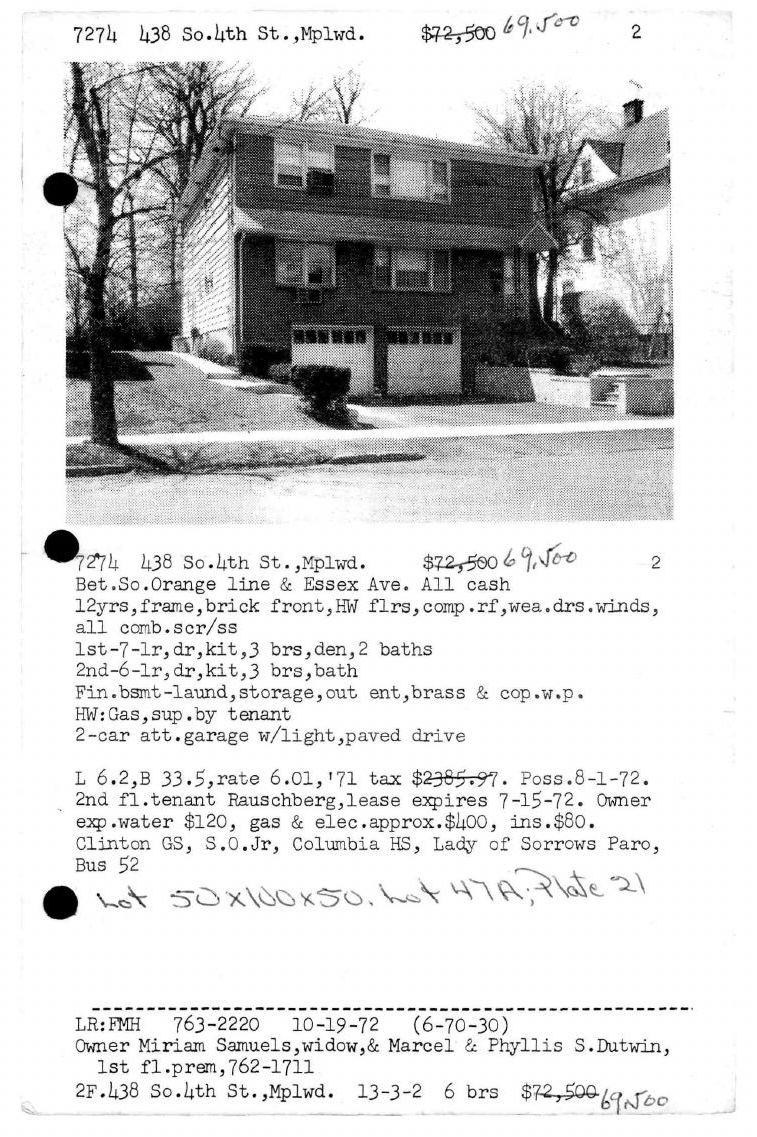 7274 438 So.4th St.,Mplwd. $72,500 69,500 2
7274 438 So.4th St.,Mplwd. $72,500 69,500 2
Bet.So.Orange line & Essex Ave. All cash
12yrs,frame,brick front,HW flrs,comp.rf,wea.drs.winds,
all comb.scr/ss
1st-7-lr,dr,kit,3 brs,den,2 baths
2nd-6-lr,dr,kit,3 brs,bath
Fin.bsmt-laund,storage,out ent,brass & cop.w.p.
HW:Gas,sup.by tenant
2-car att.garage w/light,paved drive
L 6.2,B 33.5,rate 6.01,'71 tax $2385.97. Poss.8-1-72.
2nd fl.tenant Rauschberg,lease expires 7-15-72. Owner
exp.water $120, gas & elec.approx.$400, ins.$80.
Clinton GS, S.O.Jr, Columbia HS, Lady of Sorrows Paro,
Bus 52
Lot 50x100x50. Lot 47A; Plate 21
LR:FMH 763-2220 10-19-72 (6-70-30)
Owner Miriam Samuels,widow,& Marcel & Phyllis S.Dutwin,
1st fl.prem,762-1711
2F.438 So.4th St.,Mplwd. 13-3-2 6 brs $72,500 69,500